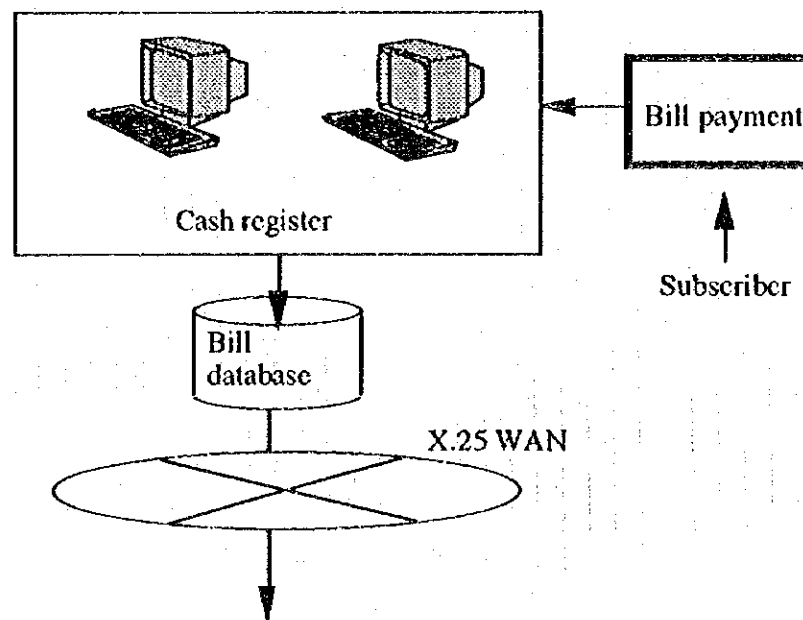 Bill payment
Cash register
Subscriber
Bill
database
X.25 WAN